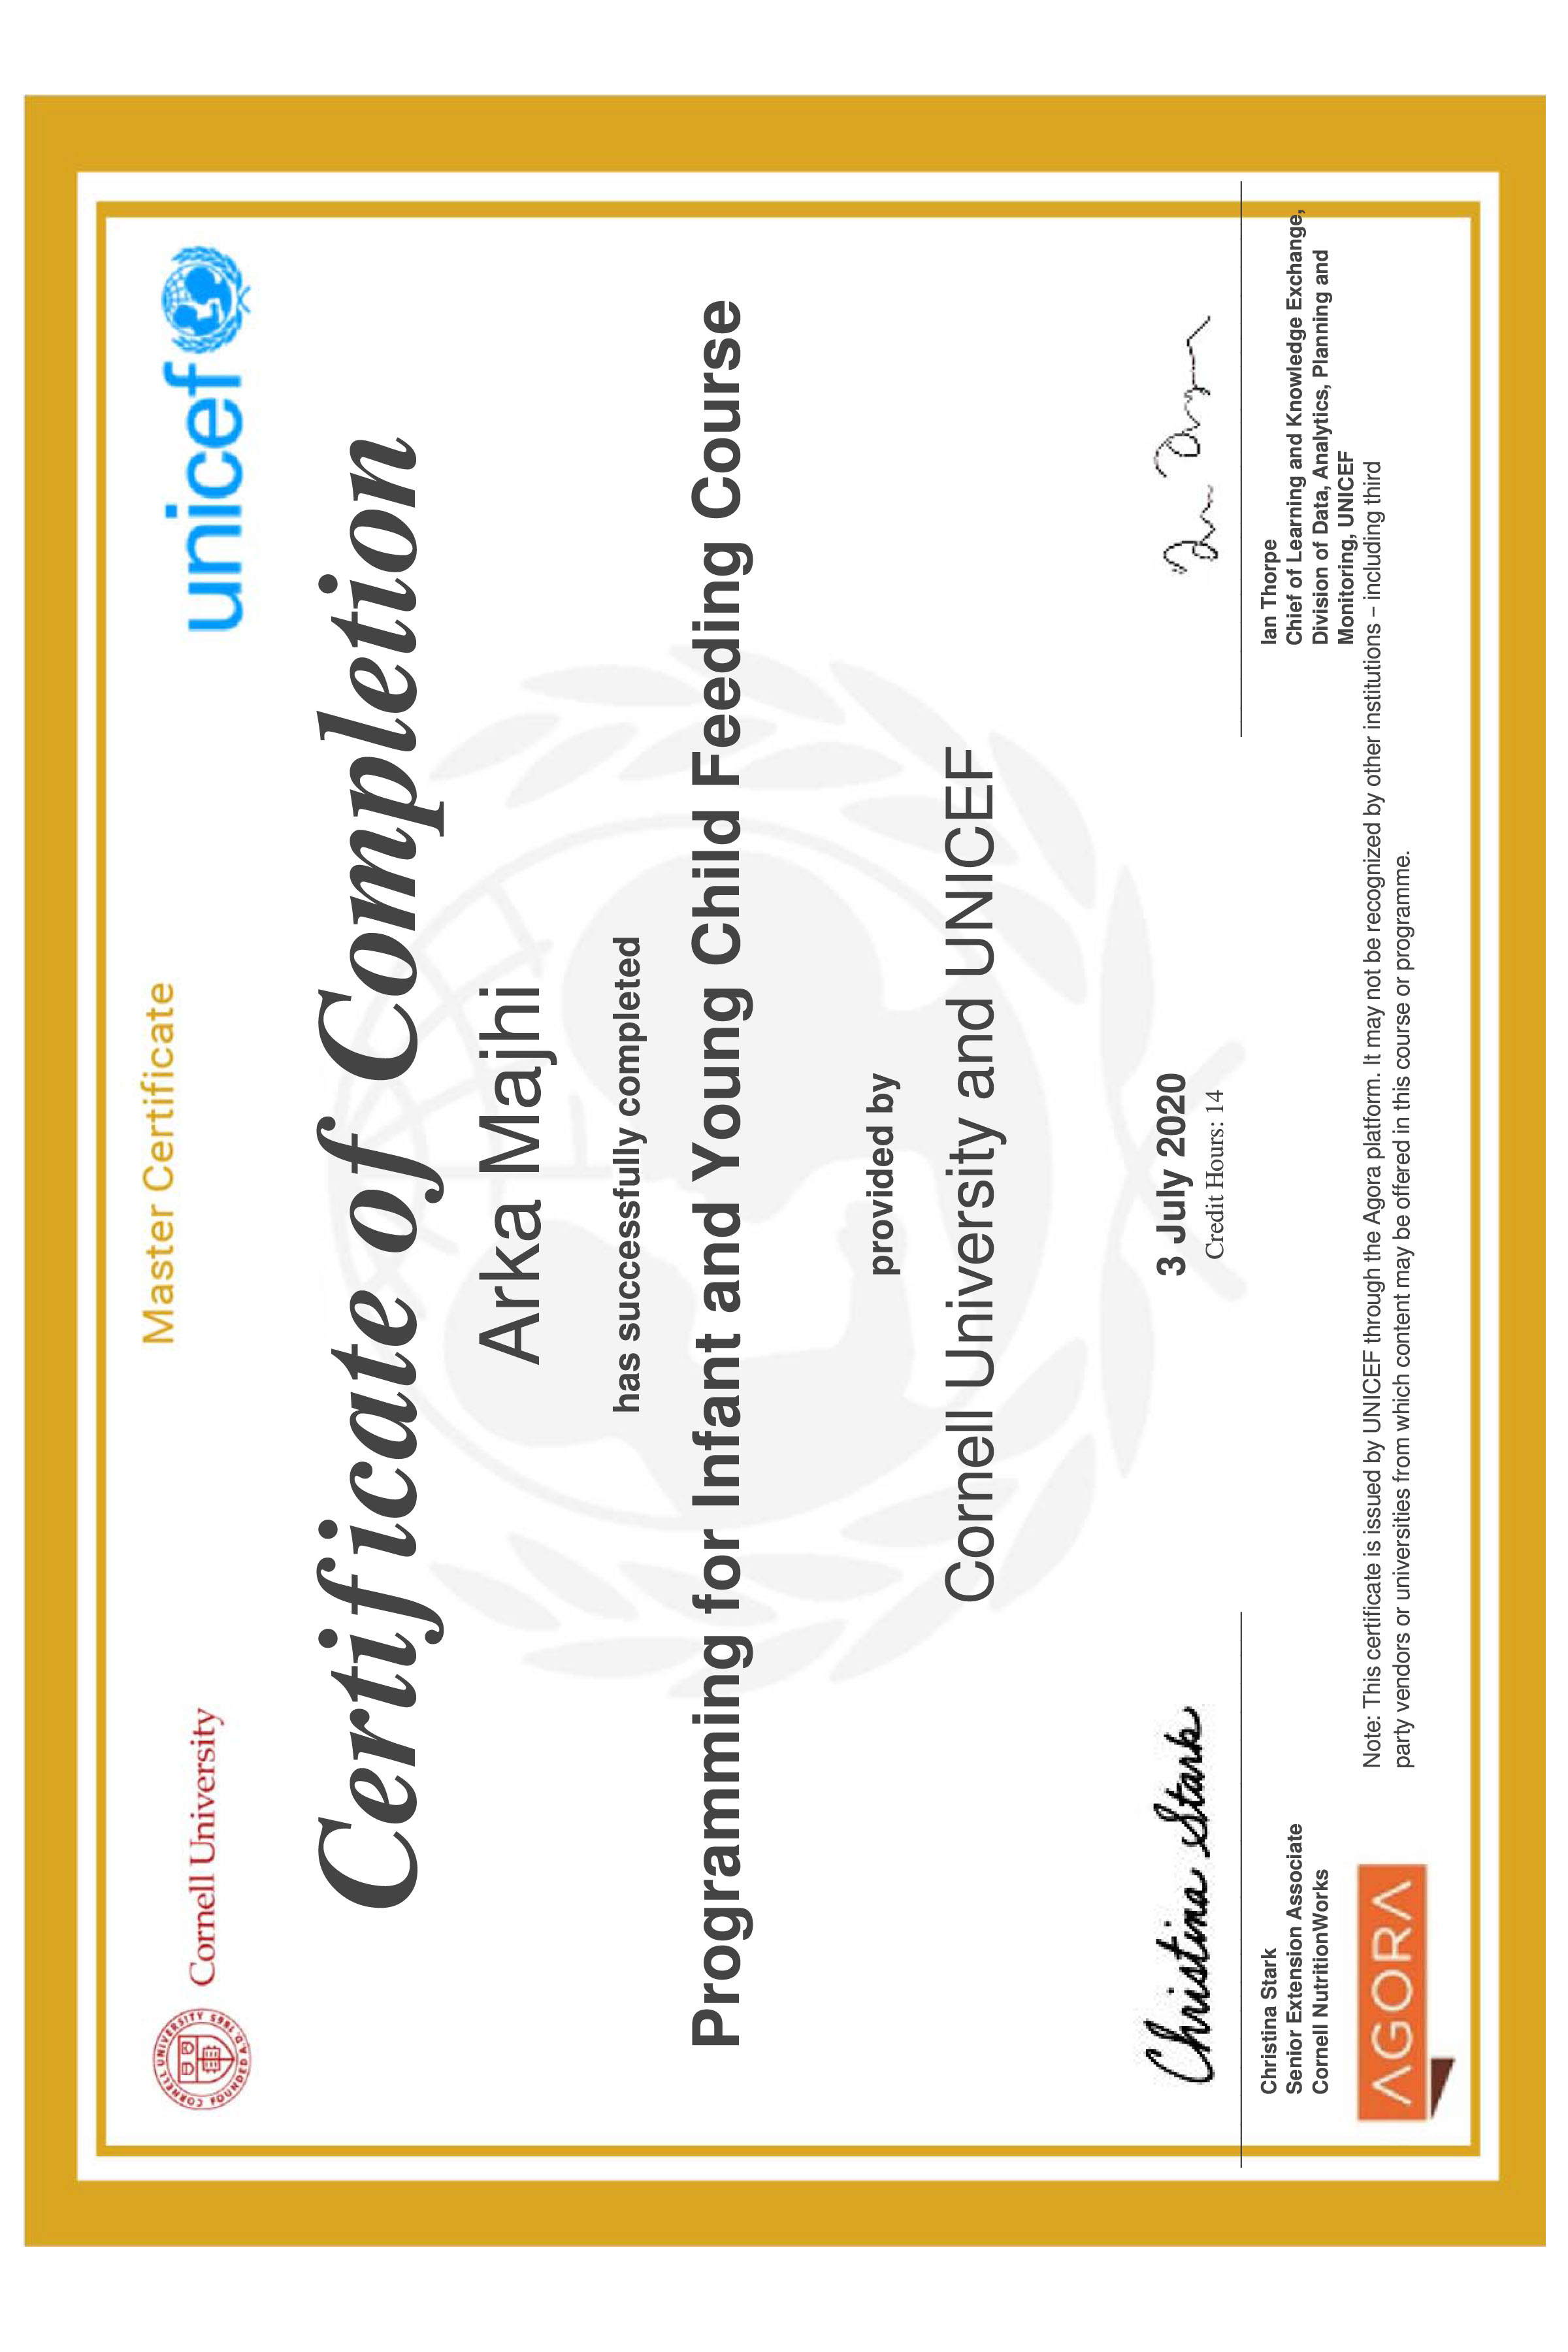 Master Certificate
CORNELL UNIVERSITY
FOUNDED A.D. 1865
Cornell University
unicef
Certificate of Completion
Arka Majhi
has successfully completed
Programming for Infant and Young Child Feeding Course
provided by
Cornell University and UNICEF
Christina Stark
3 July 2020
Credit Hours: 14
Christina Stark
Senior Extension Associate
Cornell NutritionWorks
Ian Thorpe
Chief of Learning and Knowledge Exchange,
Division of Data, Analytics, Planning and
Monitoring, UNICEF
AGORA
Note: This certificate is issued by UNICEF through the Agora platform. It may not be recognized by other institutions – including third
party vendors or universities from which content may be offered in this course or programme.